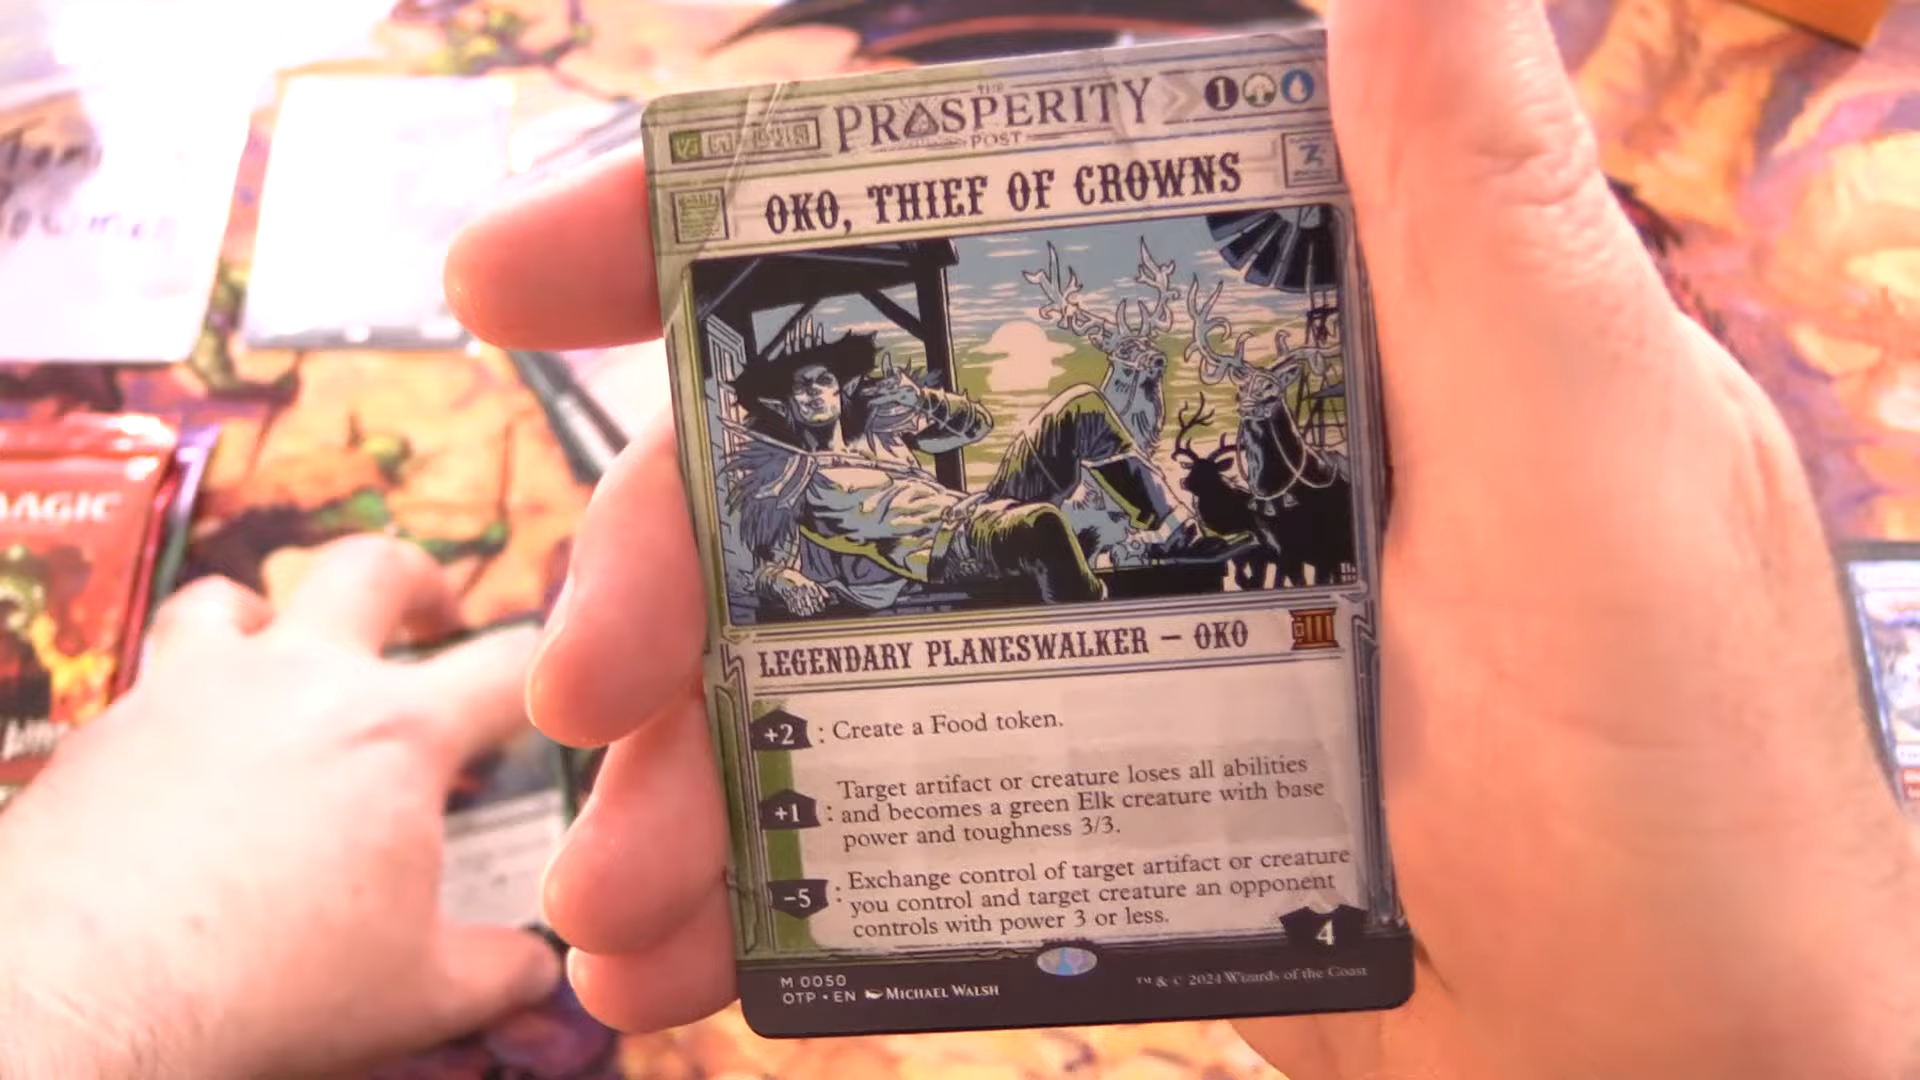 THE
PROSPERITY
POST
1
OKO, THIEF OF CROWNS
LEGENDARY PLANESWALKER – OKO
+2 : Create a Food token.
Target artifact or creature loses all abilities
+1 : and becomes a green Elk creature with base
power and toughness 3/3.
Exchange control of target artifact or creature
-5 : you control and target creature an opponent
controls with power 3 or less.
4
M 0050
OTP • EN MICHAEL WALSH
™ & © 2024 Wizards of the Coast
MAGIC